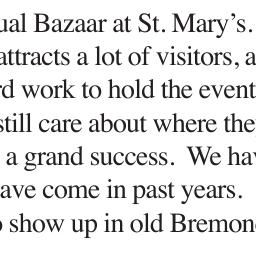 ual Bazaar at St. Mary's.
attracts a lot of visitors, a
rd work to hold the event
still care about where the
a grand success. We hav
ave come in past years.
o show up in old Bremon